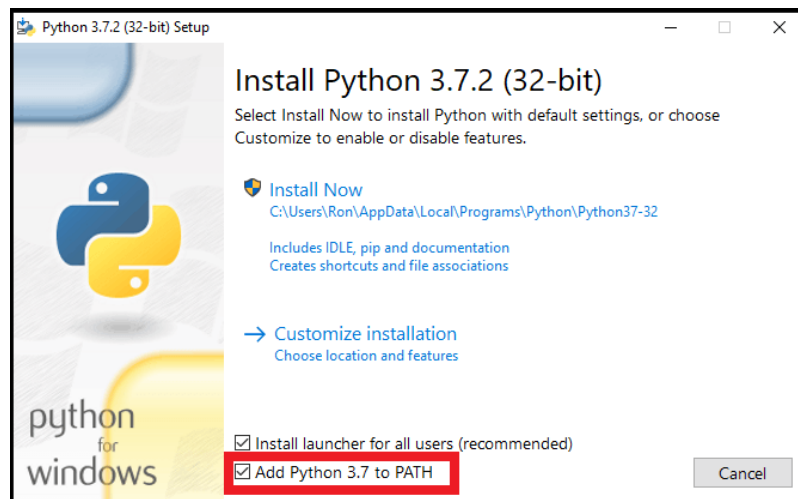 Python 3.7.2 (32-bit) Setup
Install Python 3.7.2 (32-bit)
Select Install Now to install Python with default settings, or choose
Customize to enable or disable features.
Install Now
C:\Users\Ron\AppData\Local\Programs\Python\Python37-32
Includes IDLE, pip and documentation
Creates shortcuts and file associations
Customize installation
Choose location and features
python
for
windows
Install launcher for all users (recommended)
Add Python 3.7 to PATH
Cancel